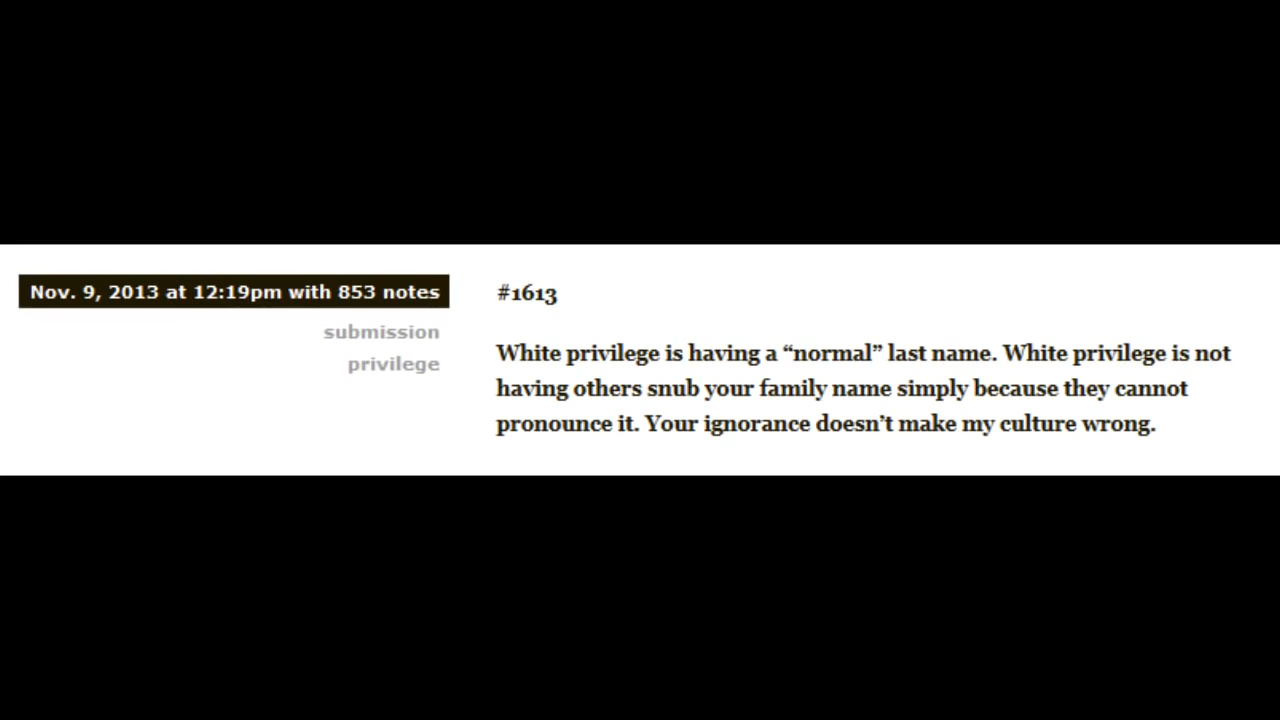 Nov. 9, 2013 at 12:19pm with 853 notes
submission
privilege
#1613
White privilege is having a “normal” last name. White privilege is not
having others snub your family name simply because they cannot
pronounce it. Your ignorance doesn’t make my culture wrong.